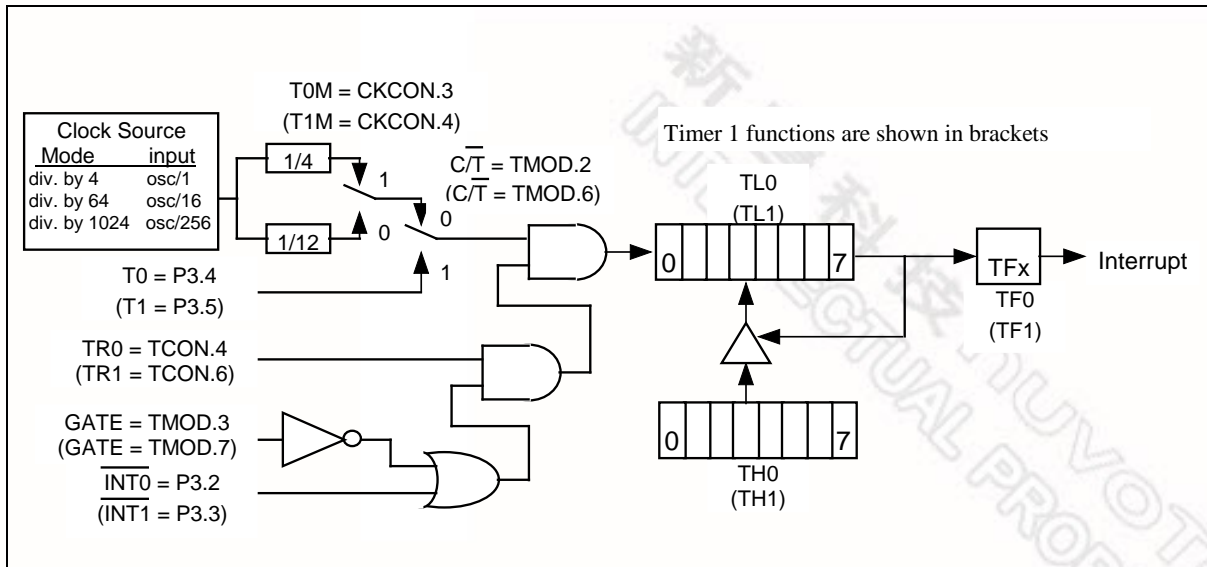 T0M = CKCON.3
(T1M = CKCON.4)
Timer 1 functions are shown in brackets
Clock Source
Mode input
div. by 4 osc/1
div. by 64 osc/16
div. by 1024 osc/256
1/4
1/12
1
0
C/T̅ = TMOD.2
(C/T̅ = TMOD.6)
0
1
T0 = P3.4
(T1 = P3.5)
TL0
(TL1)
0 7
TFx
Interrupt
TF0
(TF1)
TR0 = TCON.4
(TR1 = TCON.6)
GATE = TMOD.3
(GATE = TMOD.7)
I̅N̅T̅0̅ = P3.2
(I̅N̅T̅1̅ = P3.3)
0 7
TH0
(TH1)